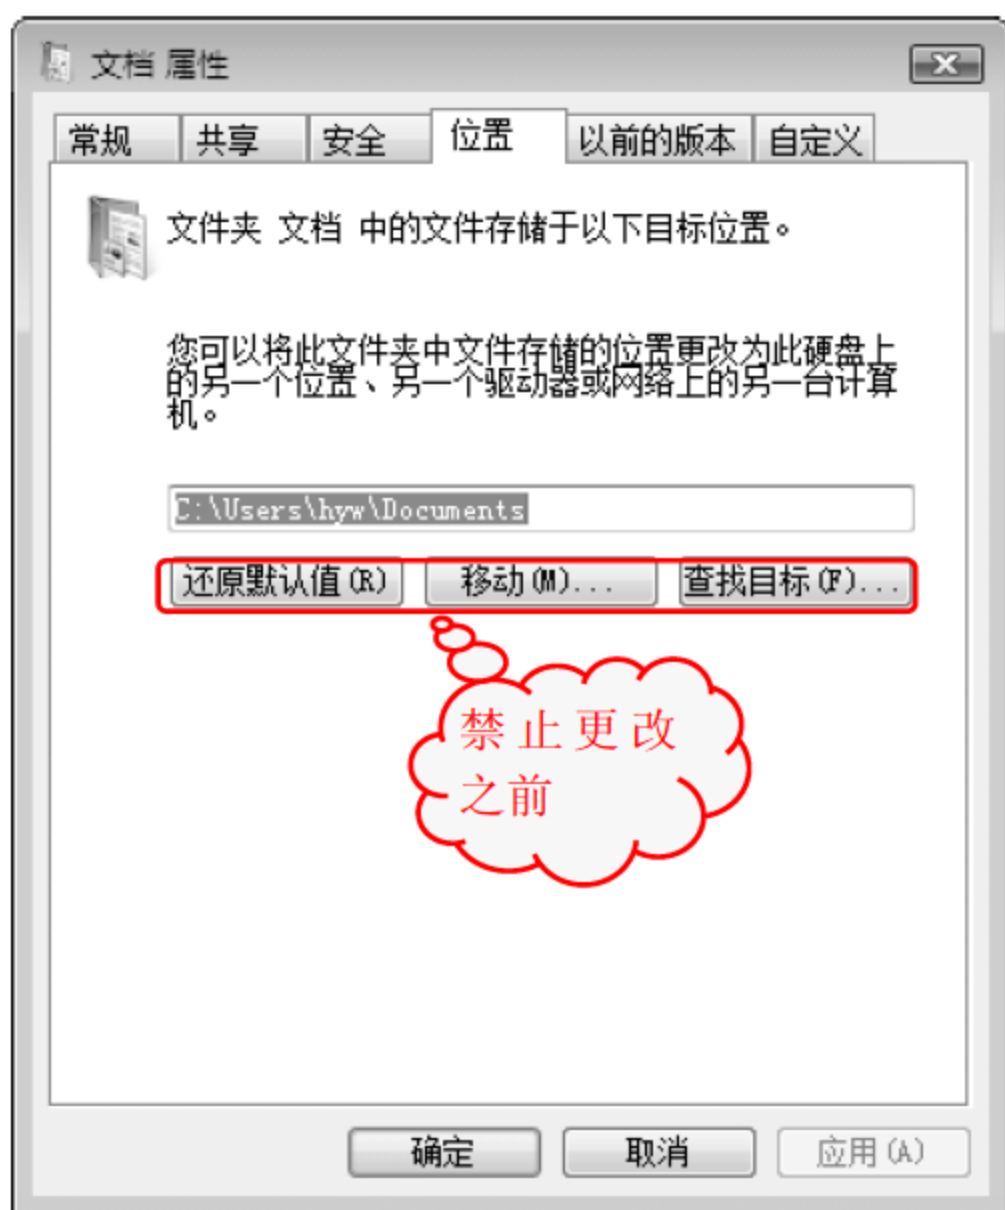 文档 属性
常规 共享 安全 位置 以前的版本 自定义
文件夹 文档 中的文件存储于以下目标位置。
您可以将此文件夹中文件存储的位置更改为此硬盘上
的另一个位置、另一个驱动器或网络上的另一台计算
机。
C:\Users\hyw\Documents
还原默认值(R) 移动(M)... 查找目标(F)...
禁止更改
之前
确定 取消 应用(A)